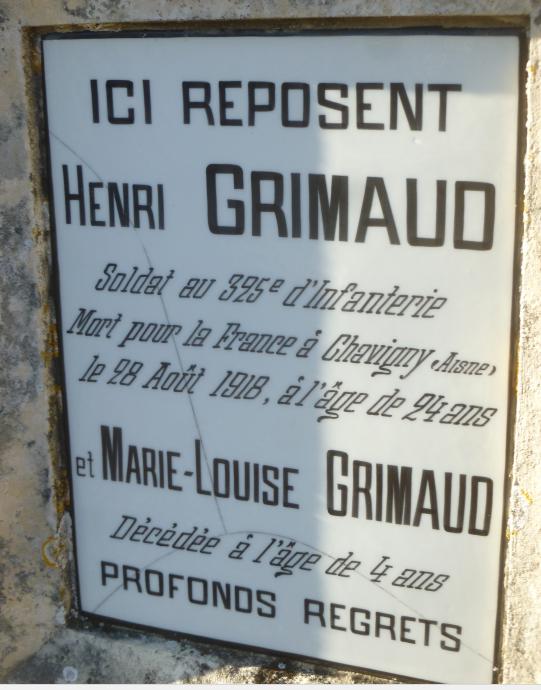 ICI REPOSENT
HENRI GRIMAUD
Soldat au 325e d'Infanterie
Mort pour la France à Chavigny (Aisne)
le 28 Août 1918, à l'âge de 24 ans
et MARIE-LOUISE GRIMAUD
Décédée à l'âge de 4 ans
PROFONDS REGRETS